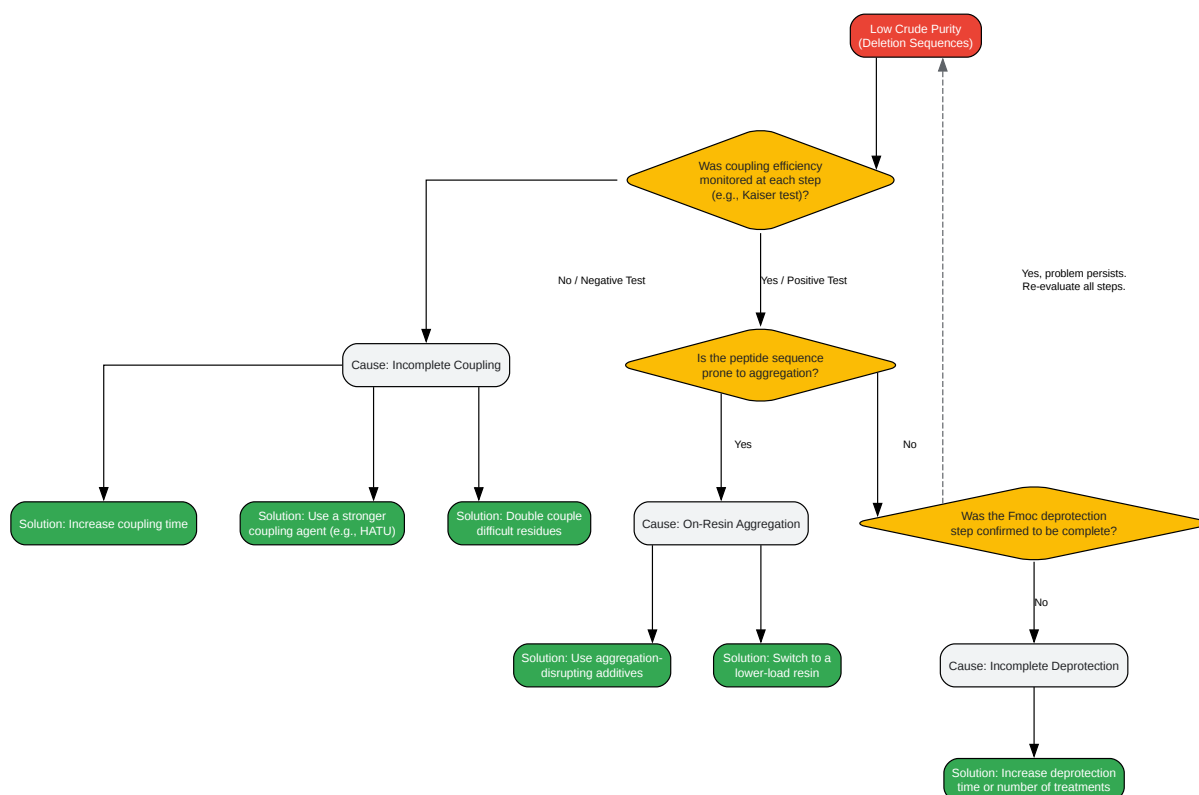 Low Crude Purity
(Deletion Sequences)
Was coupling efficiency
monitored at each step
(e.g., Kaiser test)?
No / Negative Test
Yes / Positive Test
Yes, problem persists.
Re-evaluate all steps.
Cause: Incomplete Coupling
Is the peptide sequence
prone to aggregation?
Yes
No
Solution: Increase coupling time
Solution: Use a stronger
coupling agent (e.g., HATU)
Solution: Double couple
difficult residues
Cause: On-Resin Aggregation
Was the Fmoc deprotection
step confirmed to be complete?
No
Solution: Use aggregation-
disrupting additives
Solution: Switch to a
lower-load resin
Cause: Incomplete Deprotection
Solution: Increase deprotection
time or number of treatments